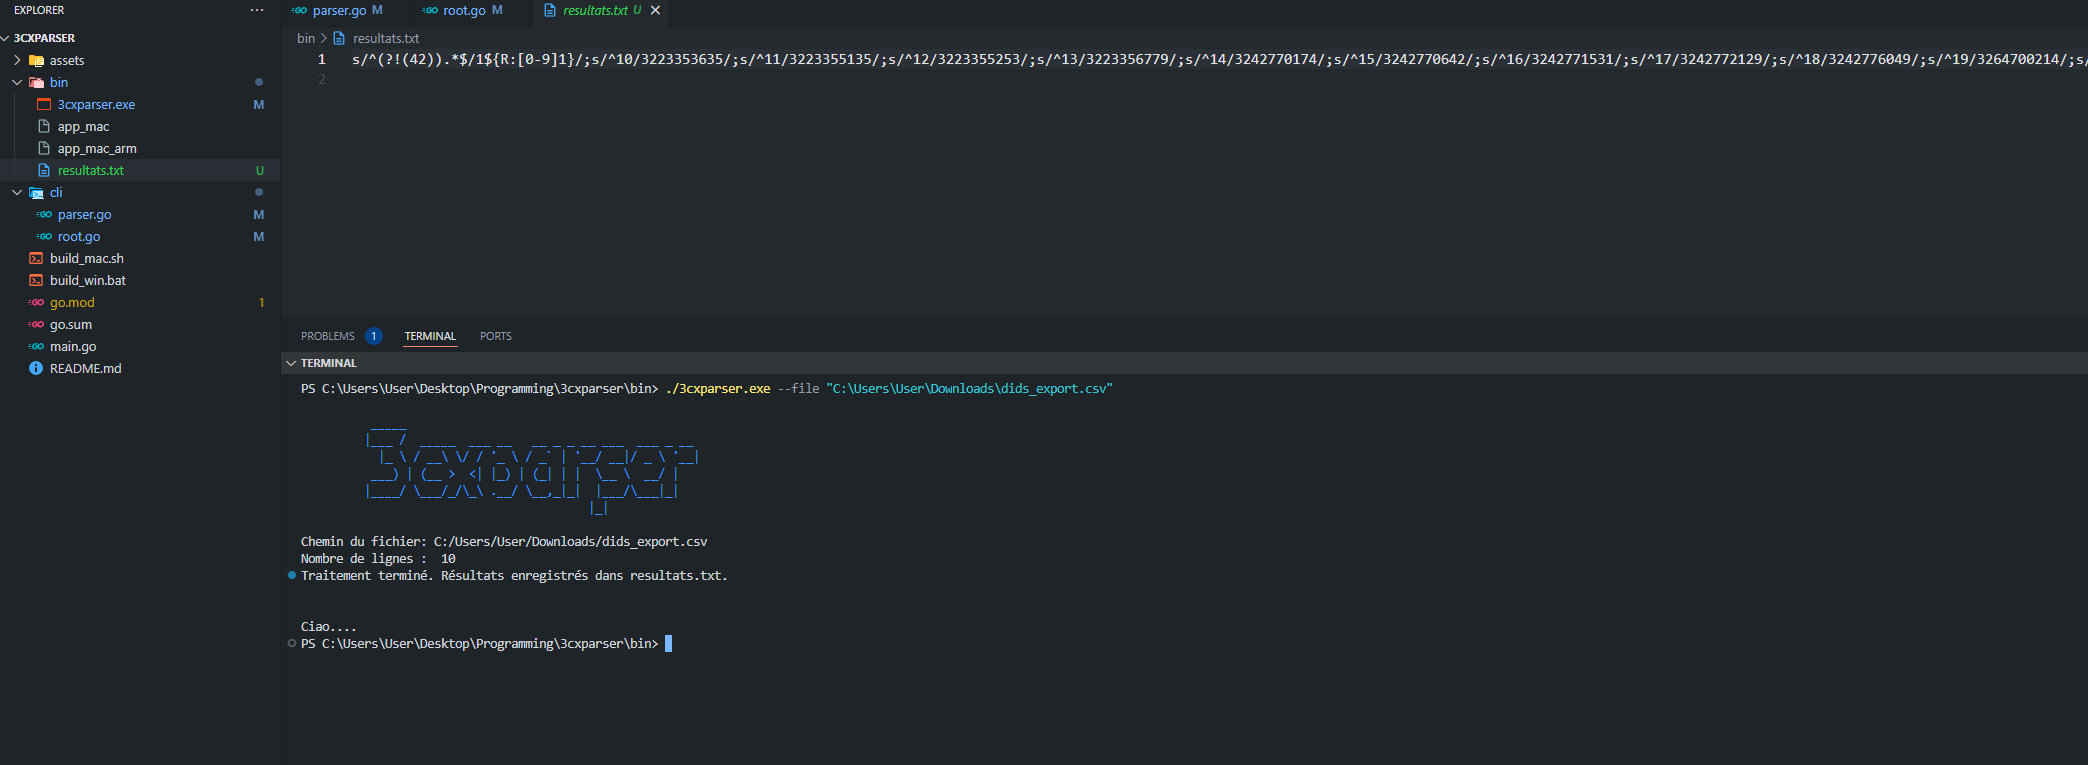 EXPLORER ···
parser.go M root.go M resultats.txt U
3CXPARSER
bin > resultats.txt
1 s/^(?!(42)).*$/1${R:[0-9]1}/;s/^10/3223353635/;s/^11/3223355135/;s/^12/3223355253/;s/^13/3223356779/;s/^14/3242770174/;s/^15/3242770642/;s/^16/3242771531/;s/^17/3242772129/;s/^18/3242776049/;s/^19/3264700214/;s/
2
assets
bin
3cxparser.exe M
app_mac
app_mac_arm
resultats.txt U
cli
parser.go M
root.go M
build_mac.sh
build_win.bat
go.mod 1
go.sum
main.go
README.md
PROBLEMS 1 TERMINAL PORTS
TERMINAL
PS C:\Users\User\Desktop\Programming\3cxparser\bin> ./3cxparser.exe --file "C:\Users\User\Downloads\dids_export.csv"
3cxparser
Chemin du fichier: C:/Users/User/Downloads/dids_export.csv
Nombre de lignes : 10
Traitement terminé. Résultats enregistrés dans resultats.txt.
Ciao....
PS C:\Users\User\Desktop\Programming\3cxparser\bin>